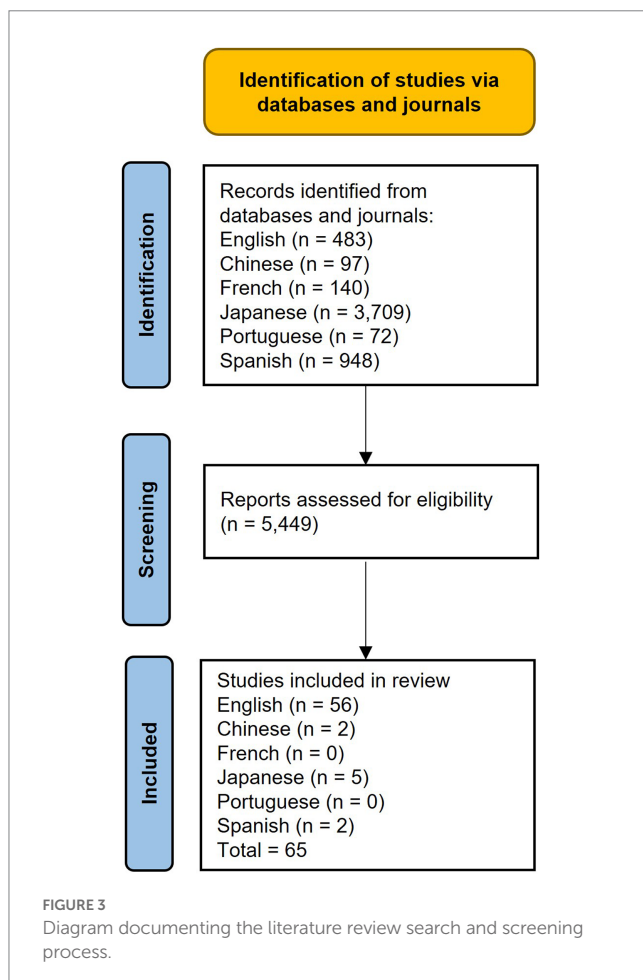 Identification of studies via
databases and journals
Identification
Records identified from
databases and journals:
English (n = 483)
Chinese (n = 97)
French (n = 140)
Japanese (n = 3,709)
Portuguese (n = 72)
Spanish (n = 948)
Screening
Reports assessed for eligibility
(n = 5,449)
Included
Studies included in review
English (n = 56)
Chinese (n = 2)
French (n = 0)
Japanese (n = 5)
Portuguese (n = 0)
Spanish (n = 2)
Total = 65
FIGURE 3
Diagram documenting the literature review search and screening
process.